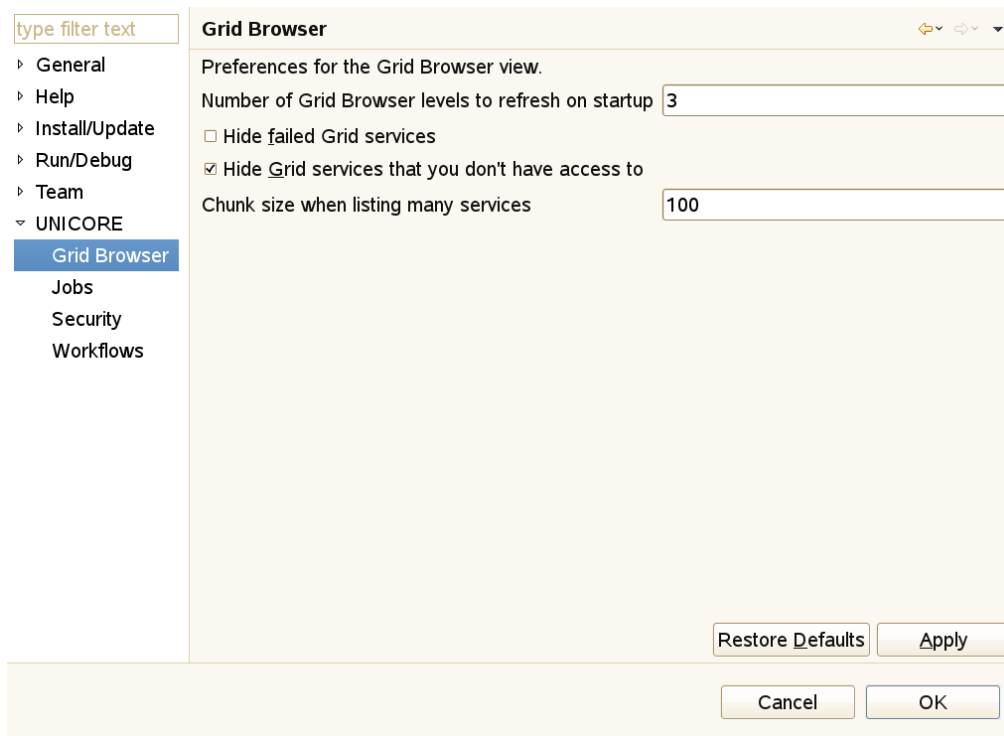 type filter text
General
Help
Install/Update
Run/Debug
Team
UNICORE
Grid Browser
Jobs
Security
Workflows
Grid Browser
Preferences for the Grid Browser view.
Number of Grid Browser levels to refresh on startup 3
Hide failed Grid services
Hide Grid services that you don't have access to
Chunk size when listing many services 100
Restore Defaults Apply
Cancel OK